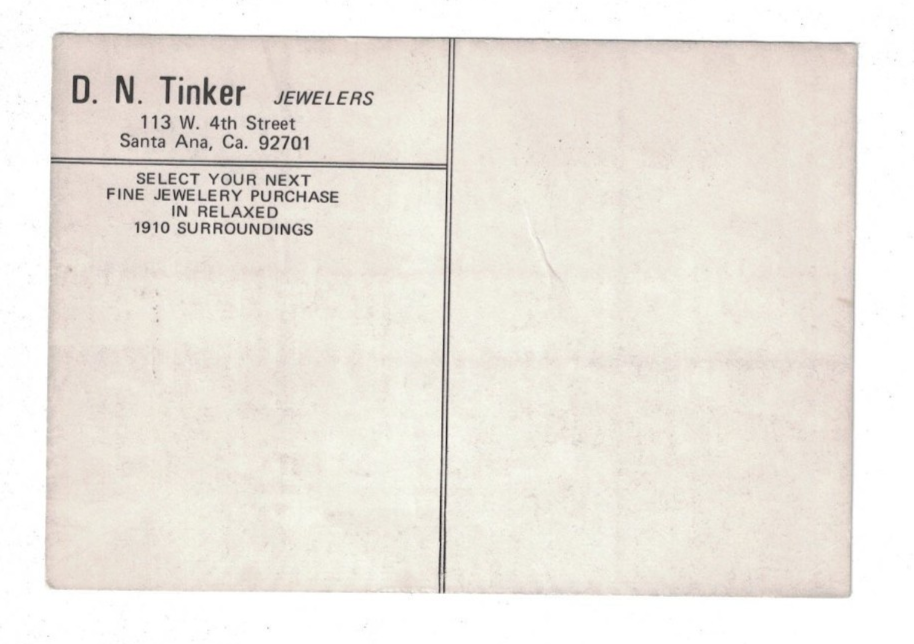 D. N. Tinker JEWELERS
113 W. 4th Street
Santa Ana, Ca. 92701
SELECT YOUR NEXT
FINE JEWELERY PURCHASE
IN RELAXED
1910 SURROUNDINGS